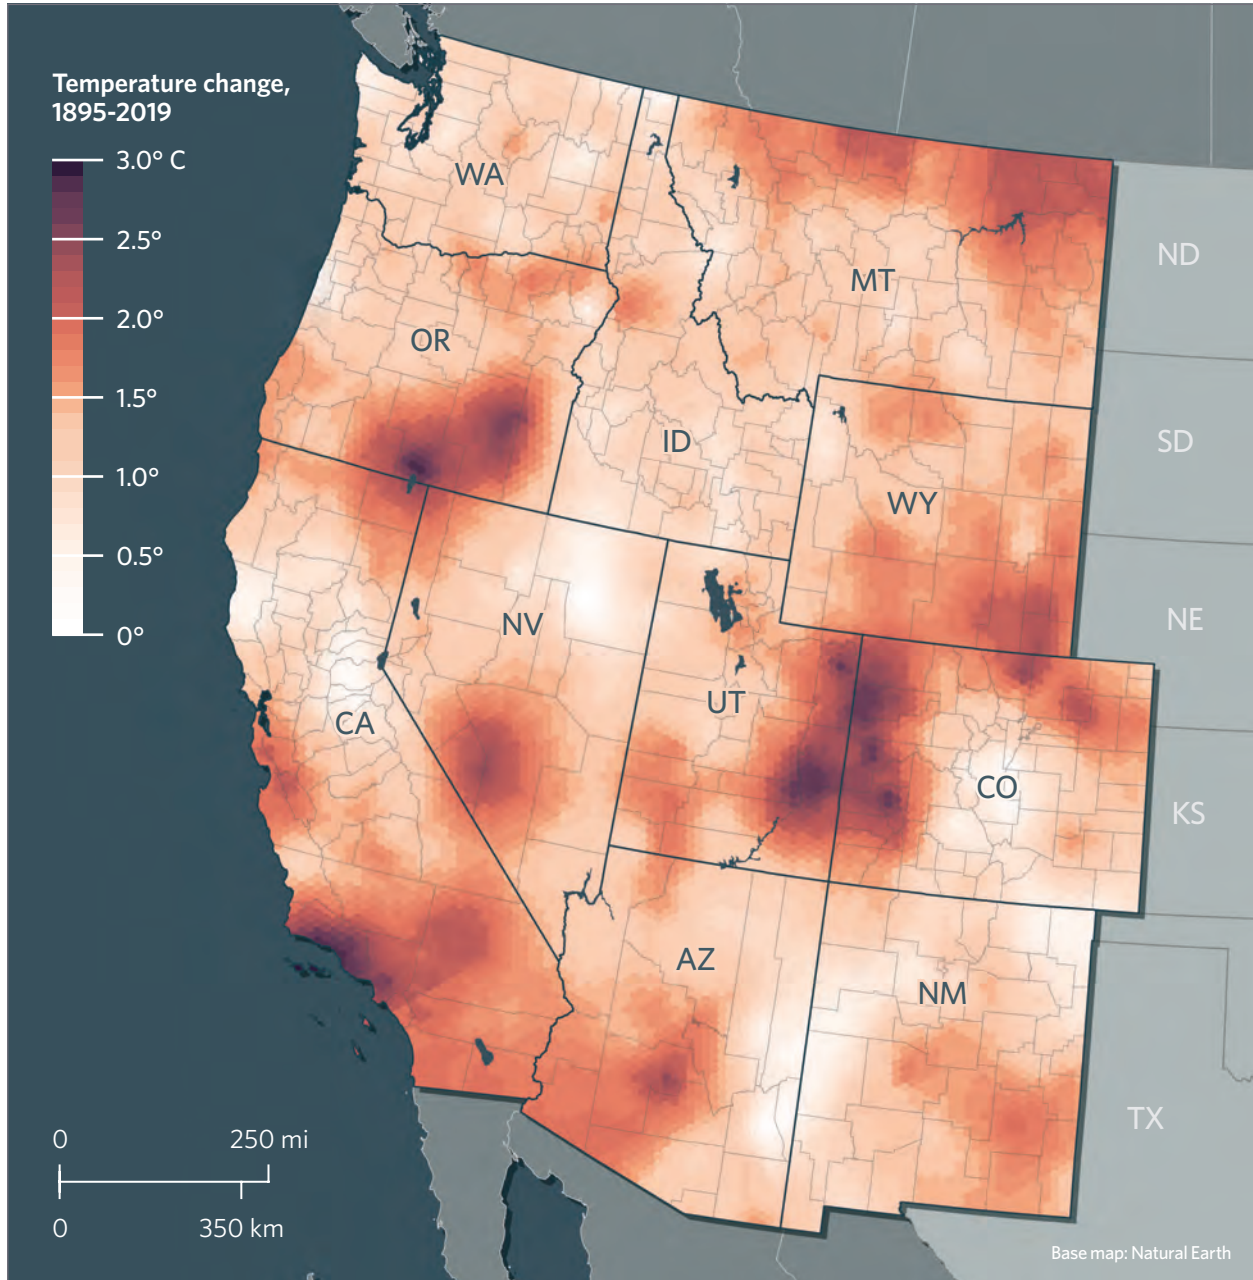 Temperature change,
1895-2019
3.0° C
2.5°
2.0°
1.5°
1.0°
0.5°
0°
WA
MT
ND
OR
ID
SD
WY
NV
NE
UT
CA
CO
KS
AZ
NM
TX
0 250 mi
0 350 km
Base map: Natural Earth